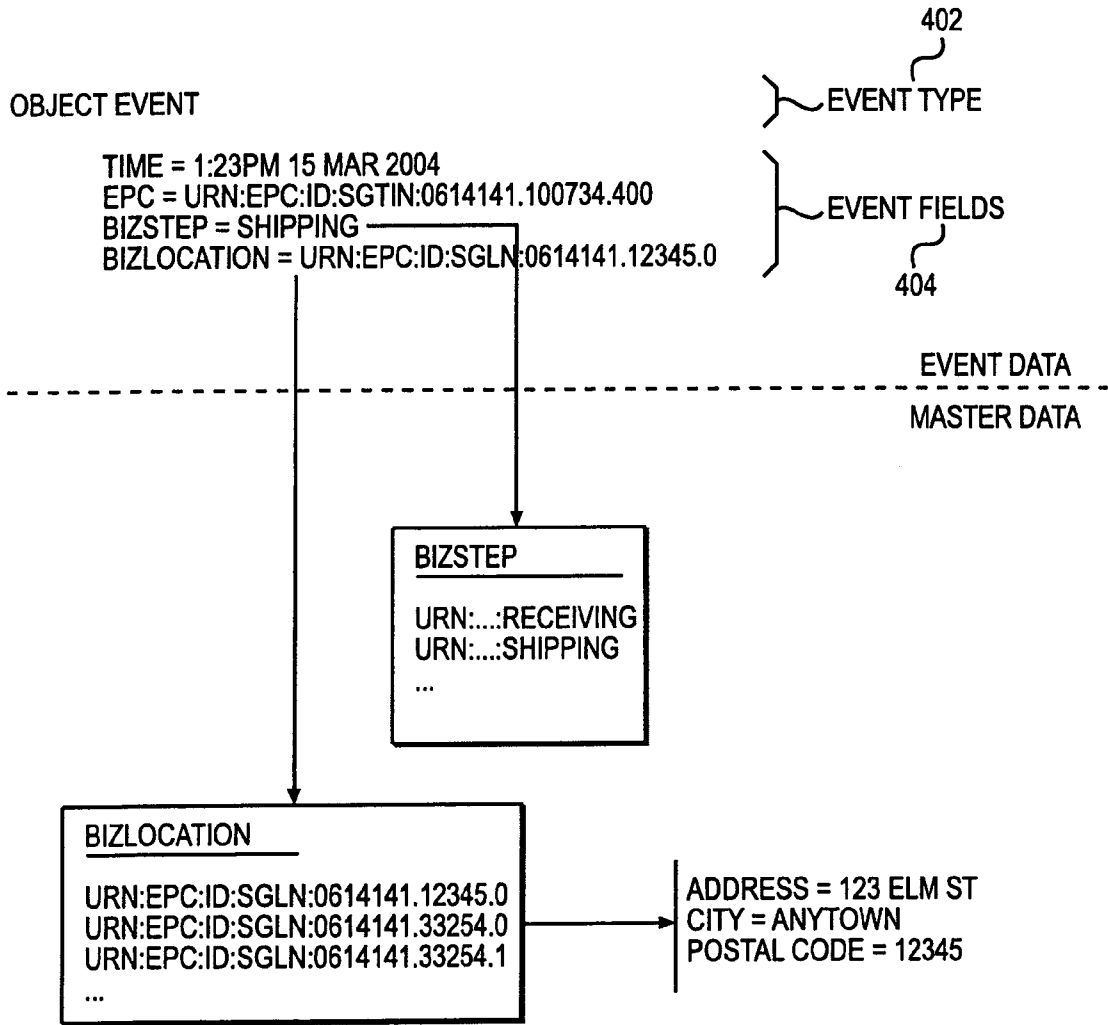 402
OBJECT EVENT
EVENT TYPE
TIME = 1:23PM 15 MAR 2004
EPC = URN:EPC:ID:SGTIN:0614141.100734.400
BIZSTEP = SHIPPING
BIZLOCATION = URN:EPC:ID:SGLN:0614141.12345.0
EVENT FIELDS
404
EVENT DATA
MASTER DATA
BIZSTEP
URN:...:RECEIVING
URN:...:SHIPPING
...
BIZLOCATION
URN:EPC:ID:SGLN:0614141.12345.0
URN:EPC:ID:SGLN:0614141.33254.0
URN:EPC:ID:SGLN:0614141.33254.1
...
ADDRESS = 123 ELM ST
CITY = ANYTOWN
POSTAL CODE = 12345